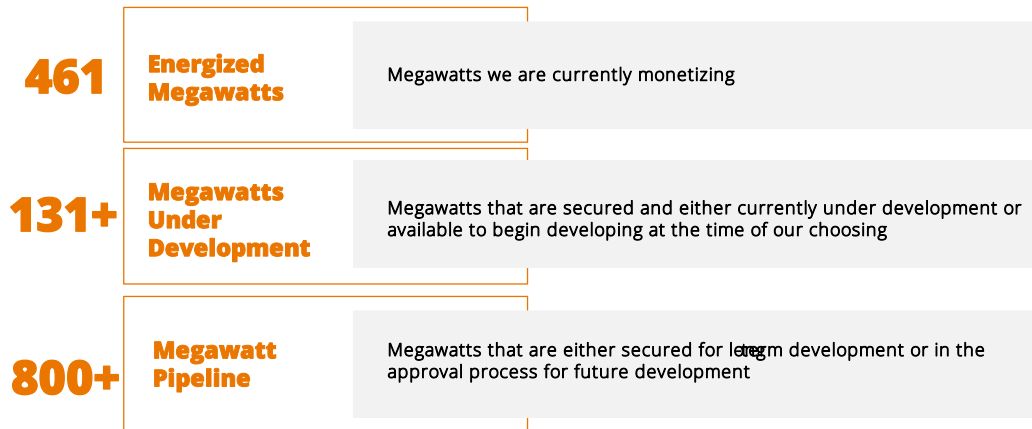 461
Energized
Megawatts
Megawatts we are currently monetizing
131+
Megawatts
Under
Development
Megawatts that are secured and either currently under development or
available to begin developing at the time of our choosing
800+
Megawatt
Pipeline
Megawatts that are either secured for long-term development or in the
approval process for future development